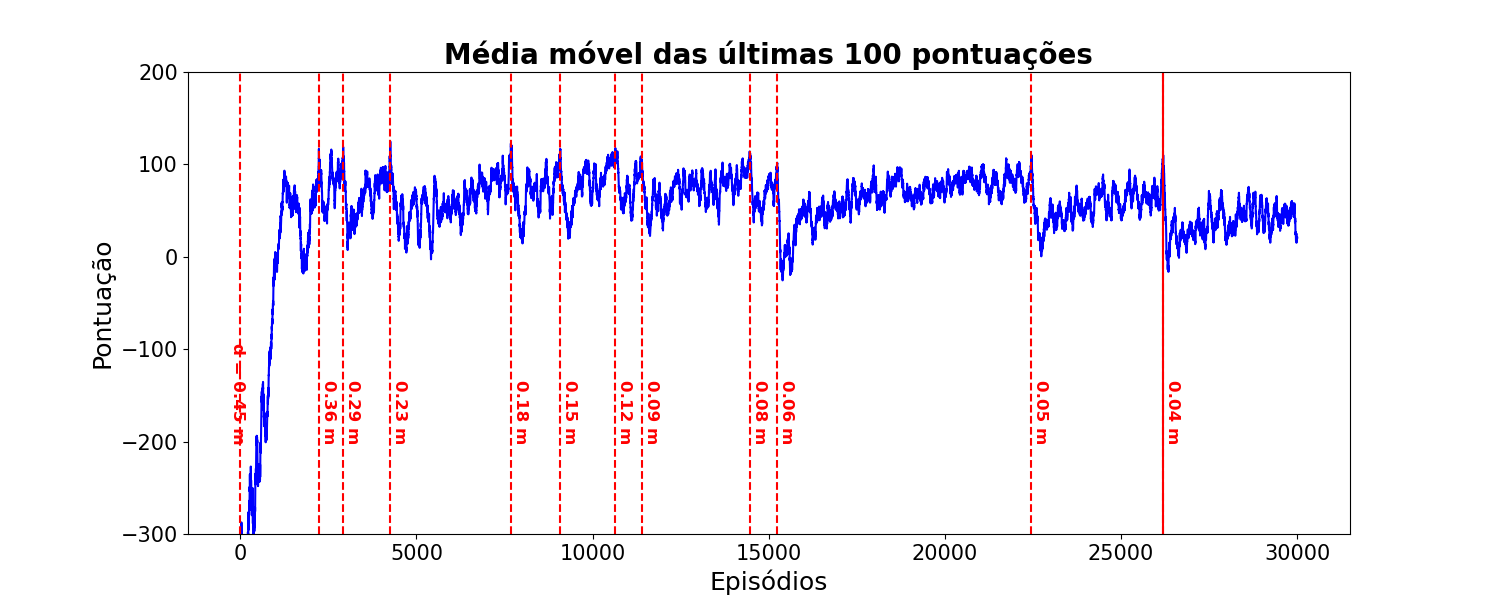 Média móvel das últimas 100 pontuações
Pontuação
200
100
0
−100
−200
−300
d = 0.45 m
0.36 m
0.29 m
0.23 m
0.18 m
0.15 m
0.12 m
0.09 m
0.08 m
0.06 m
0.05 m
0.04 m
0
5000
10000
15000
20000
25000
30000
Episódios